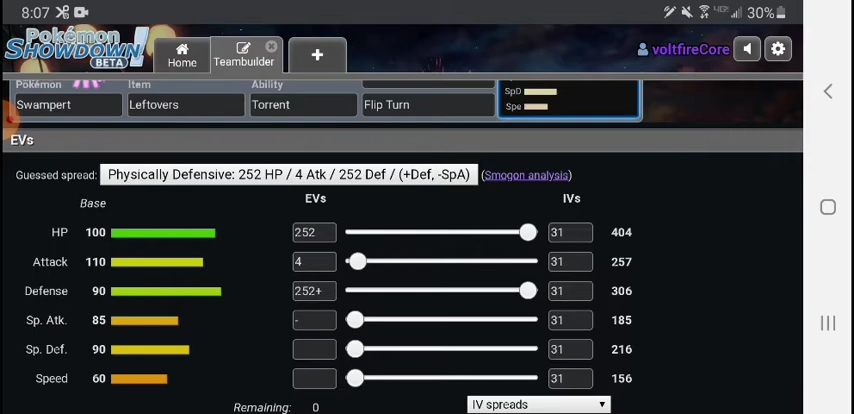 8:07 30%
Pokémon
SHOWDOWN!
BETA
Home
Teambuilder
+
voltfireCore
Pokémon Item Ability
Swampert Leftovers Torrent Flip Turn
SpD
Spe
EVs
Guessed spread: Physically Defensive: 252 HP / 4 Atk / 252 Def / (+Def, -SpA) (Smogon analysis)
Base EVs IVs
HP 100 252 31 404
Attack 110 4 31 257
Defense 90 252+ 31 306
Sp. Atk. 85 - 31 185
Sp. Def. 90 31 216
Speed 60 31 156
Remaining: 0 IV spreads